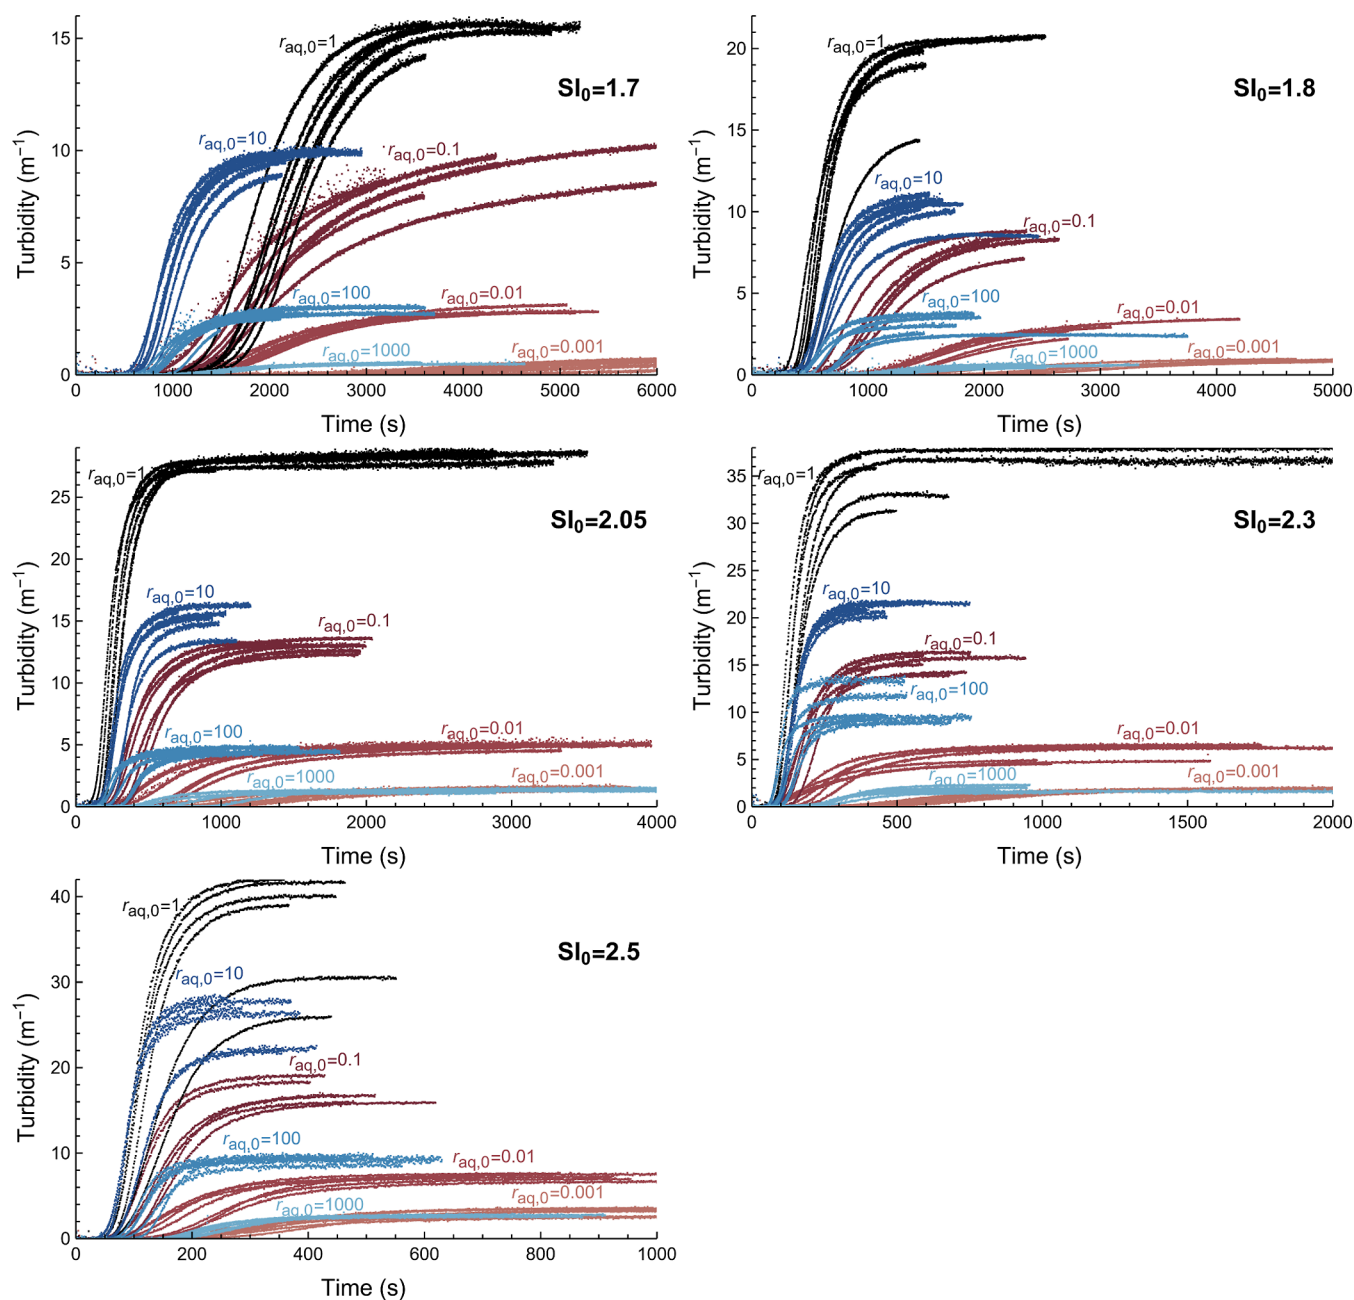 15
10
5
0
Turbidity (m⁻¹)
r_aq,0=1
SI₀=1.7
r_aq,0=10
r_aq,0=0.1
r_aq,0=100
r_aq,0=0.01
r_aq,0=1000
r_aq,0=0.001
0 1000 2000 3000 4000 5000 6000
Time (s)
20
15
10
5
0
Turbidity (m⁻¹)
r_aq,0=1
SI₀=1.8
r_aq,0=10
r_aq,0=0.1
r_aq,0=100
r_aq,0=0.01
r_aq,0=1000
r_aq,0=0.001
0 1000 2000 3000 4000 5000
Time (s)
25
20
15
10
5
0
Turbidity (m⁻¹)
r_aq,0=1
SI₀=2.05
r_aq,0=10
r_aq,0=0.1
r_aq,0=100
r_aq,0=0.01
r_aq,0=1000
r_aq,0=0.001
0 1000 2000 3000 4000
Time (s)
35
30
25
20
15
10
5
0
Turbidity (m⁻¹)
r_aq,0=1
SI₀=2.3
r_aq,0=10
r_aq,0=0.1
r_aq,0=100
r_aq,0=0.01
r_aq,0=1000
r_aq,0=0.001
0 500 1000 1500 2000
Time (s)
40
30
20
10
0
Turbidity (m⁻¹)
r_aq,0=1
SI₀=2.5
r_aq,0=10
r_aq,0=0.1
r_aq,0=100
r_aq,0=0.01
r_aq,0=1000
r_aq,0=0.001
0 200 400 600 800 1000
Time (s)